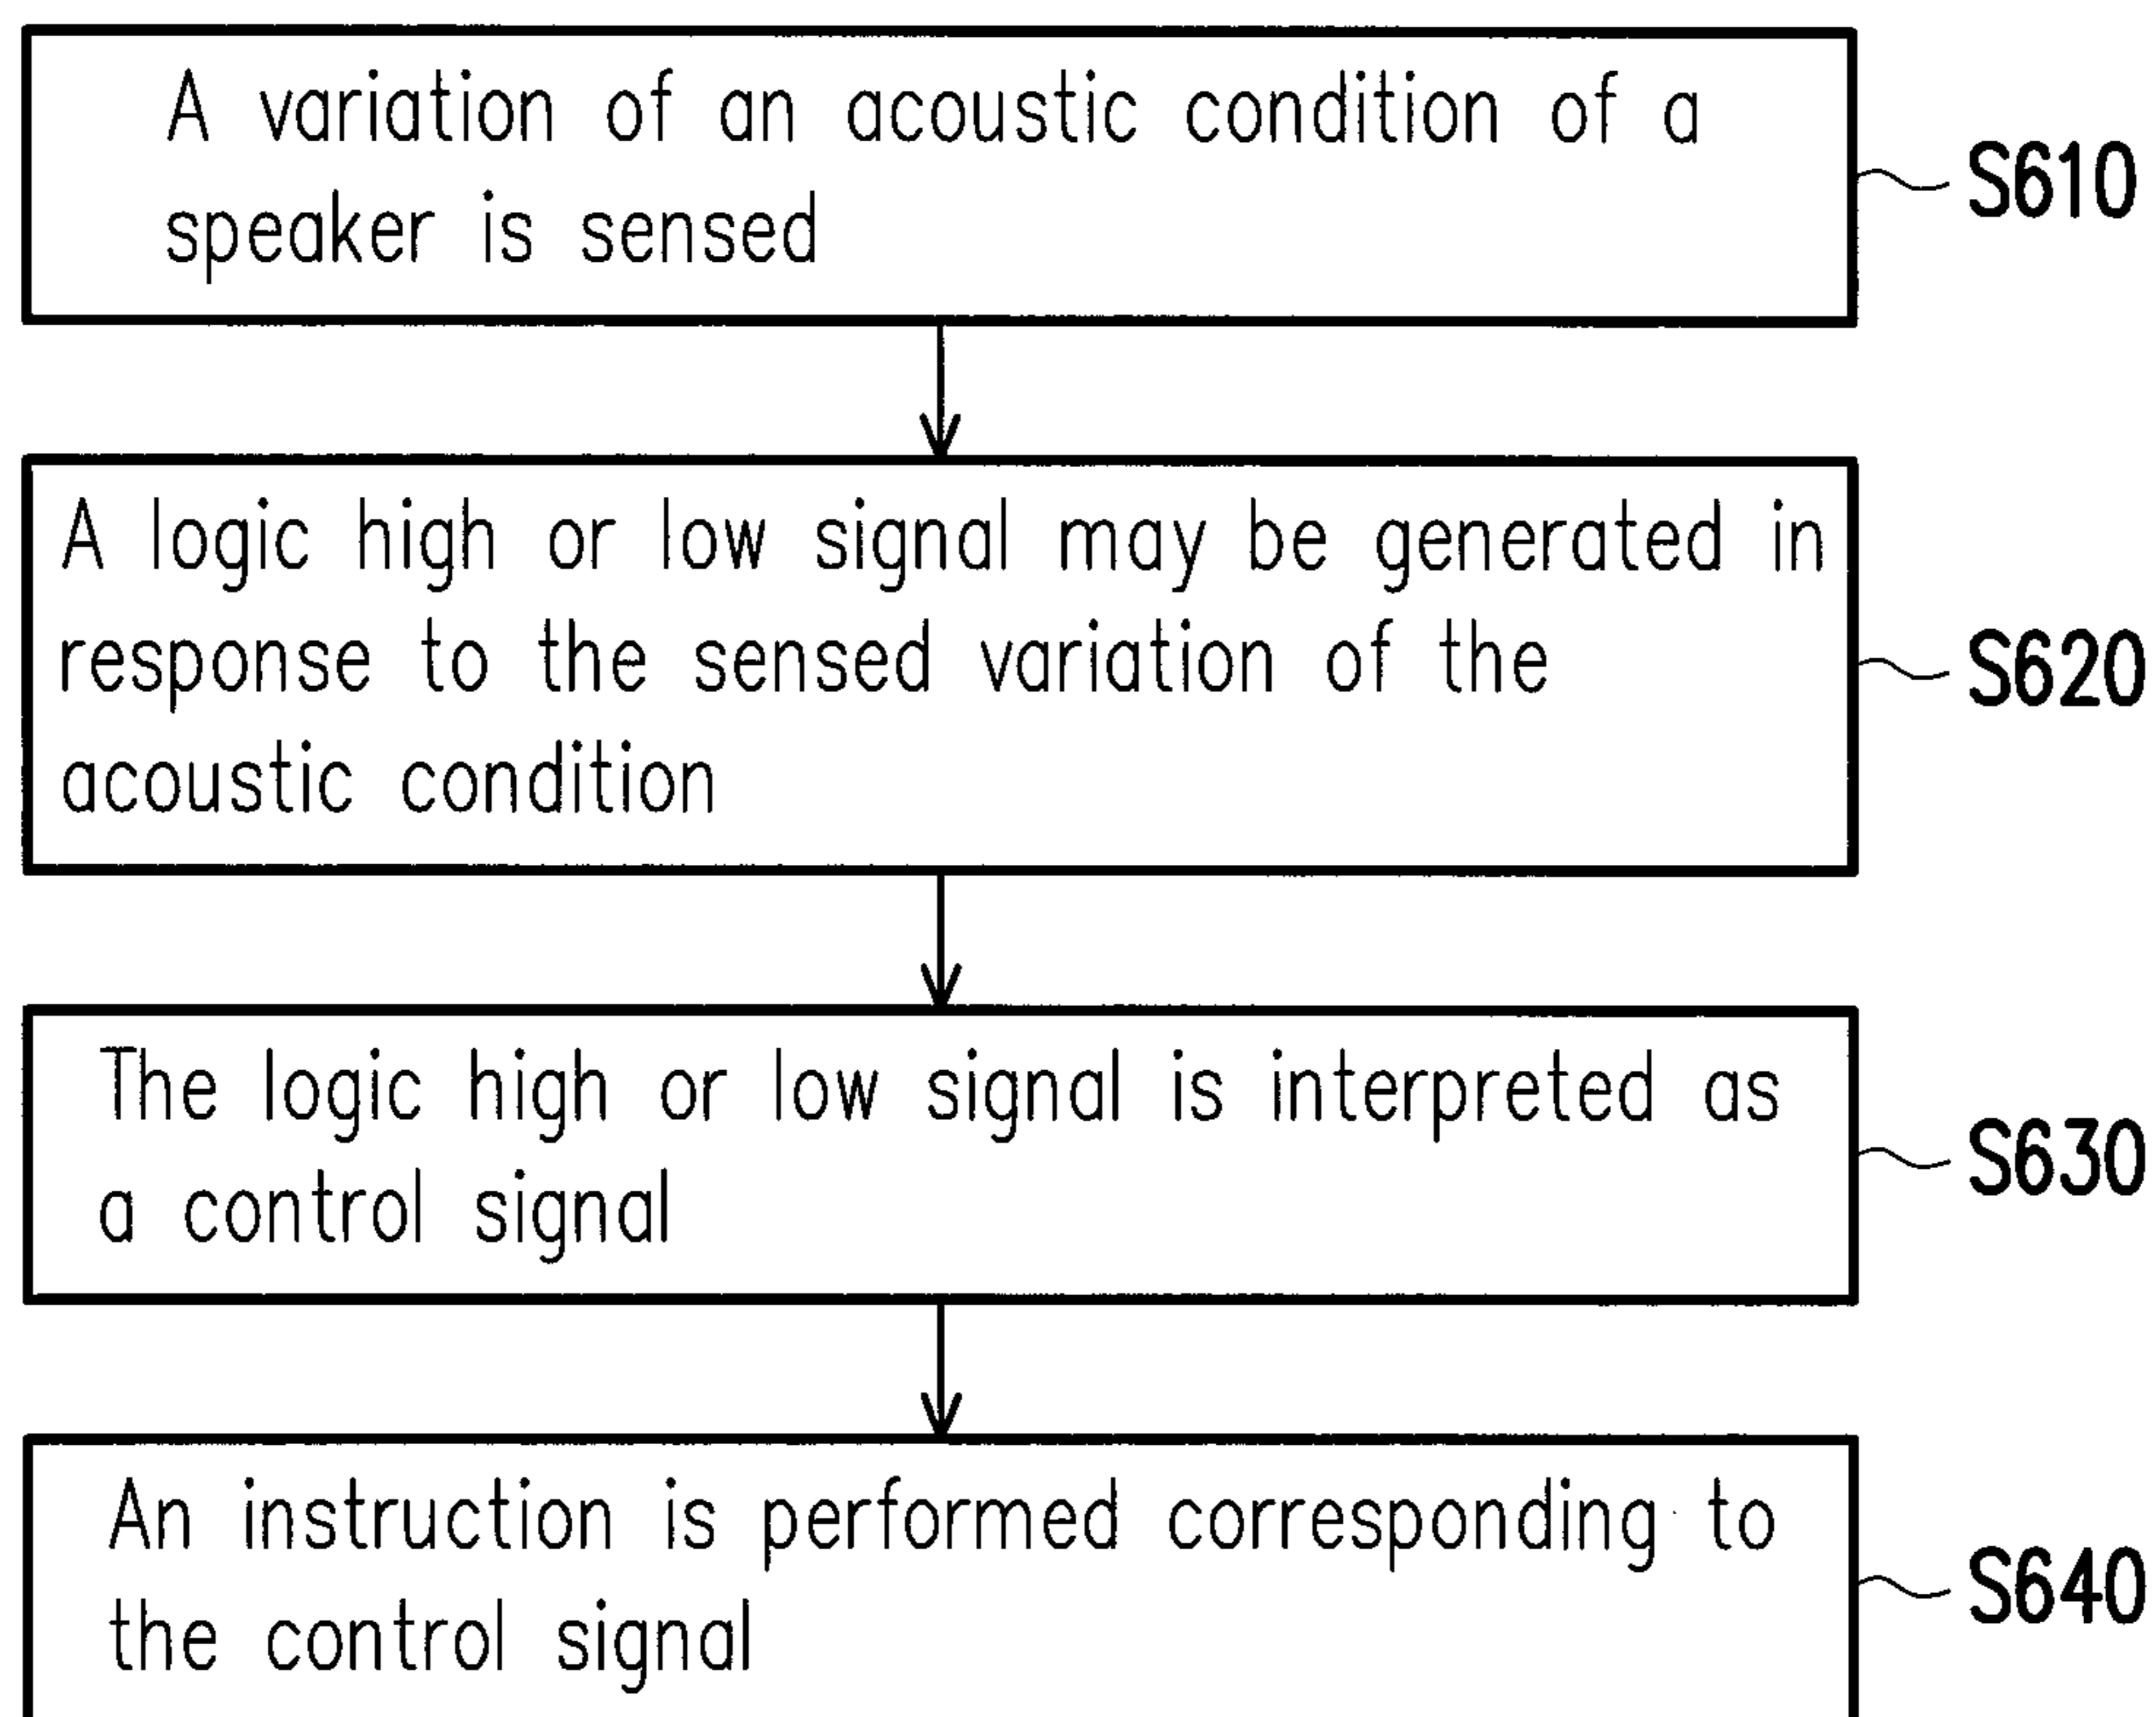 A variation of an acoustic condition of a
speaker is sensed
S610
A logic high or low signal may be generated in
response to the sensed variation of the
acoustic condition
S620
The logic high or low signal is interpreted as
a control signal
S630
An instruction is performed corresponding to
the control signal
S640